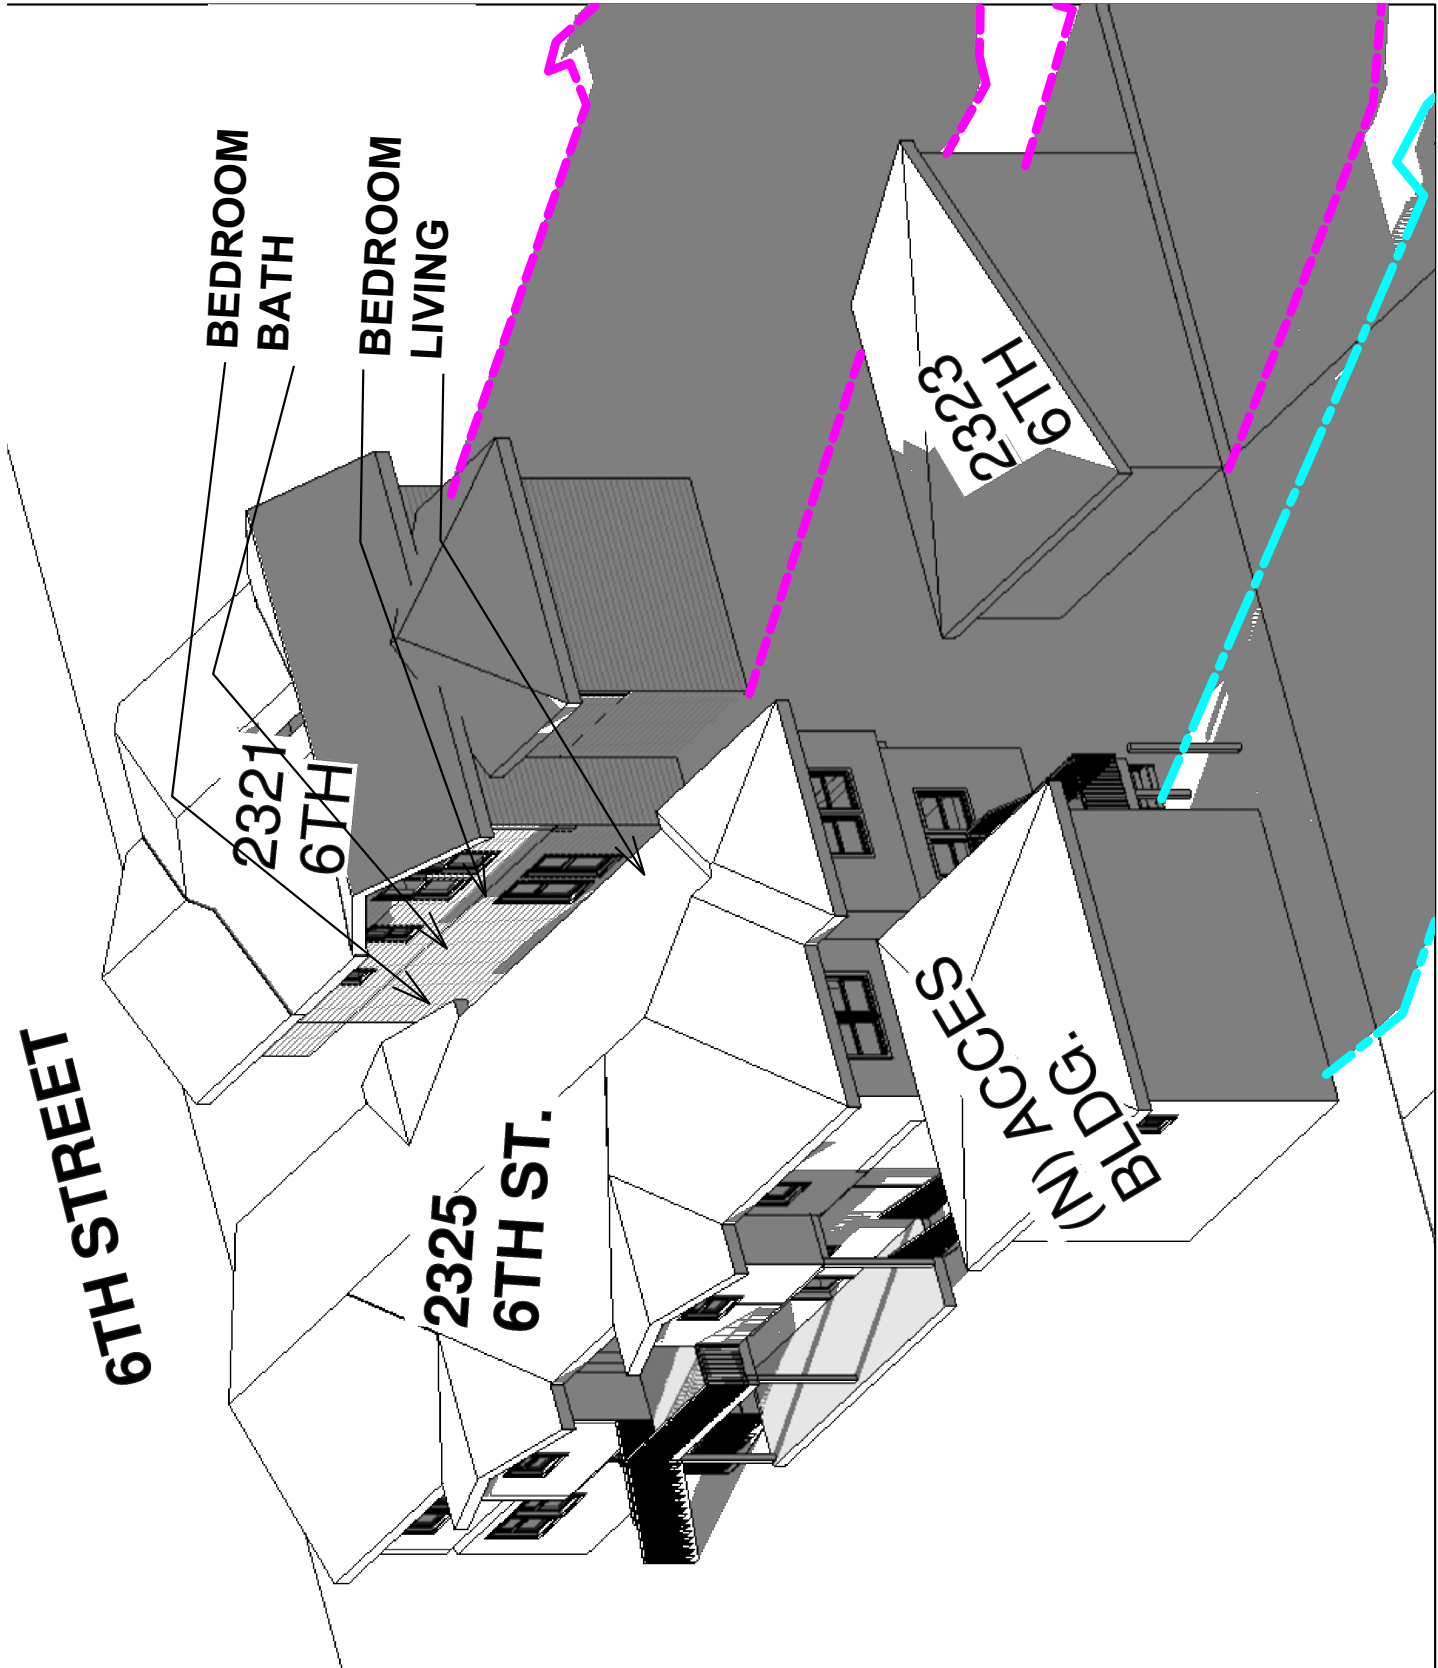 6TH STREET
BEDROOM
BATH
BEDROOM
LIVING
2321
6TH
2323
6TH
2325
6TH ST.
(N) ACCES
BLDG.